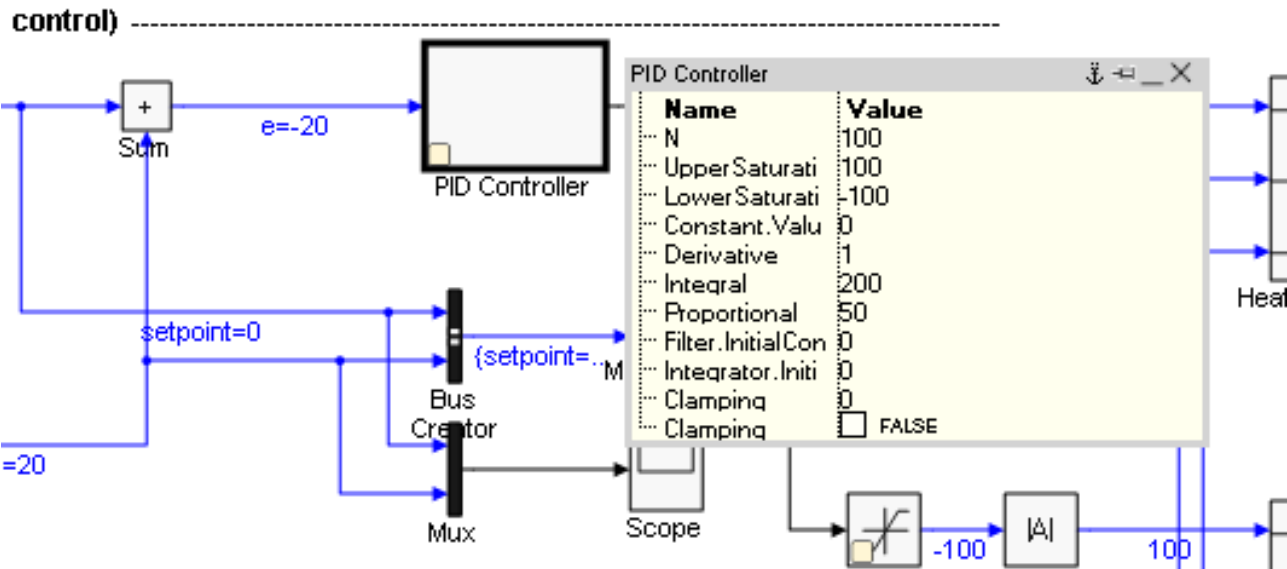 control)
PID Controller
Name Value
N 100
UpperSaturati 100
LowerSaturati -100
Constant.Valu 0
Derivative 1
Integral 200
Proportional 50
Filter.InitialCon 0
Integrator.Initi 0
Clamping 0
Clamping FALSE
+
Sum
e=-20
PID Controller
setpoint=0
{setpoint=..
M
Bus
Creator
=20
Mux
Scope
-100
|A|
100
Heat